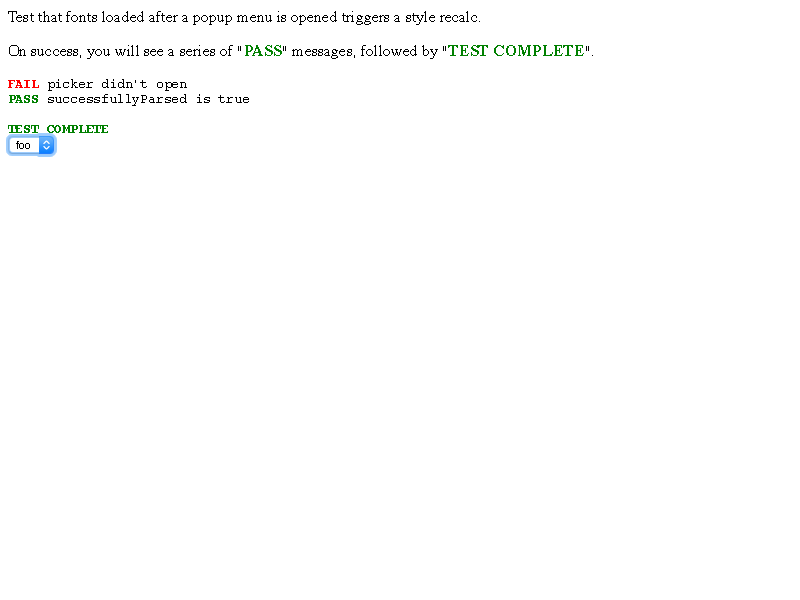 Test that fonts loaded after a popup menu is opened triggers a style recalc.
On success, you will see a series of "PASS" messages, followed by "TEST COMPLETE".
FAIL picker didn't open
PASS successfullyParsed is true
TEST COMPLETE
foo